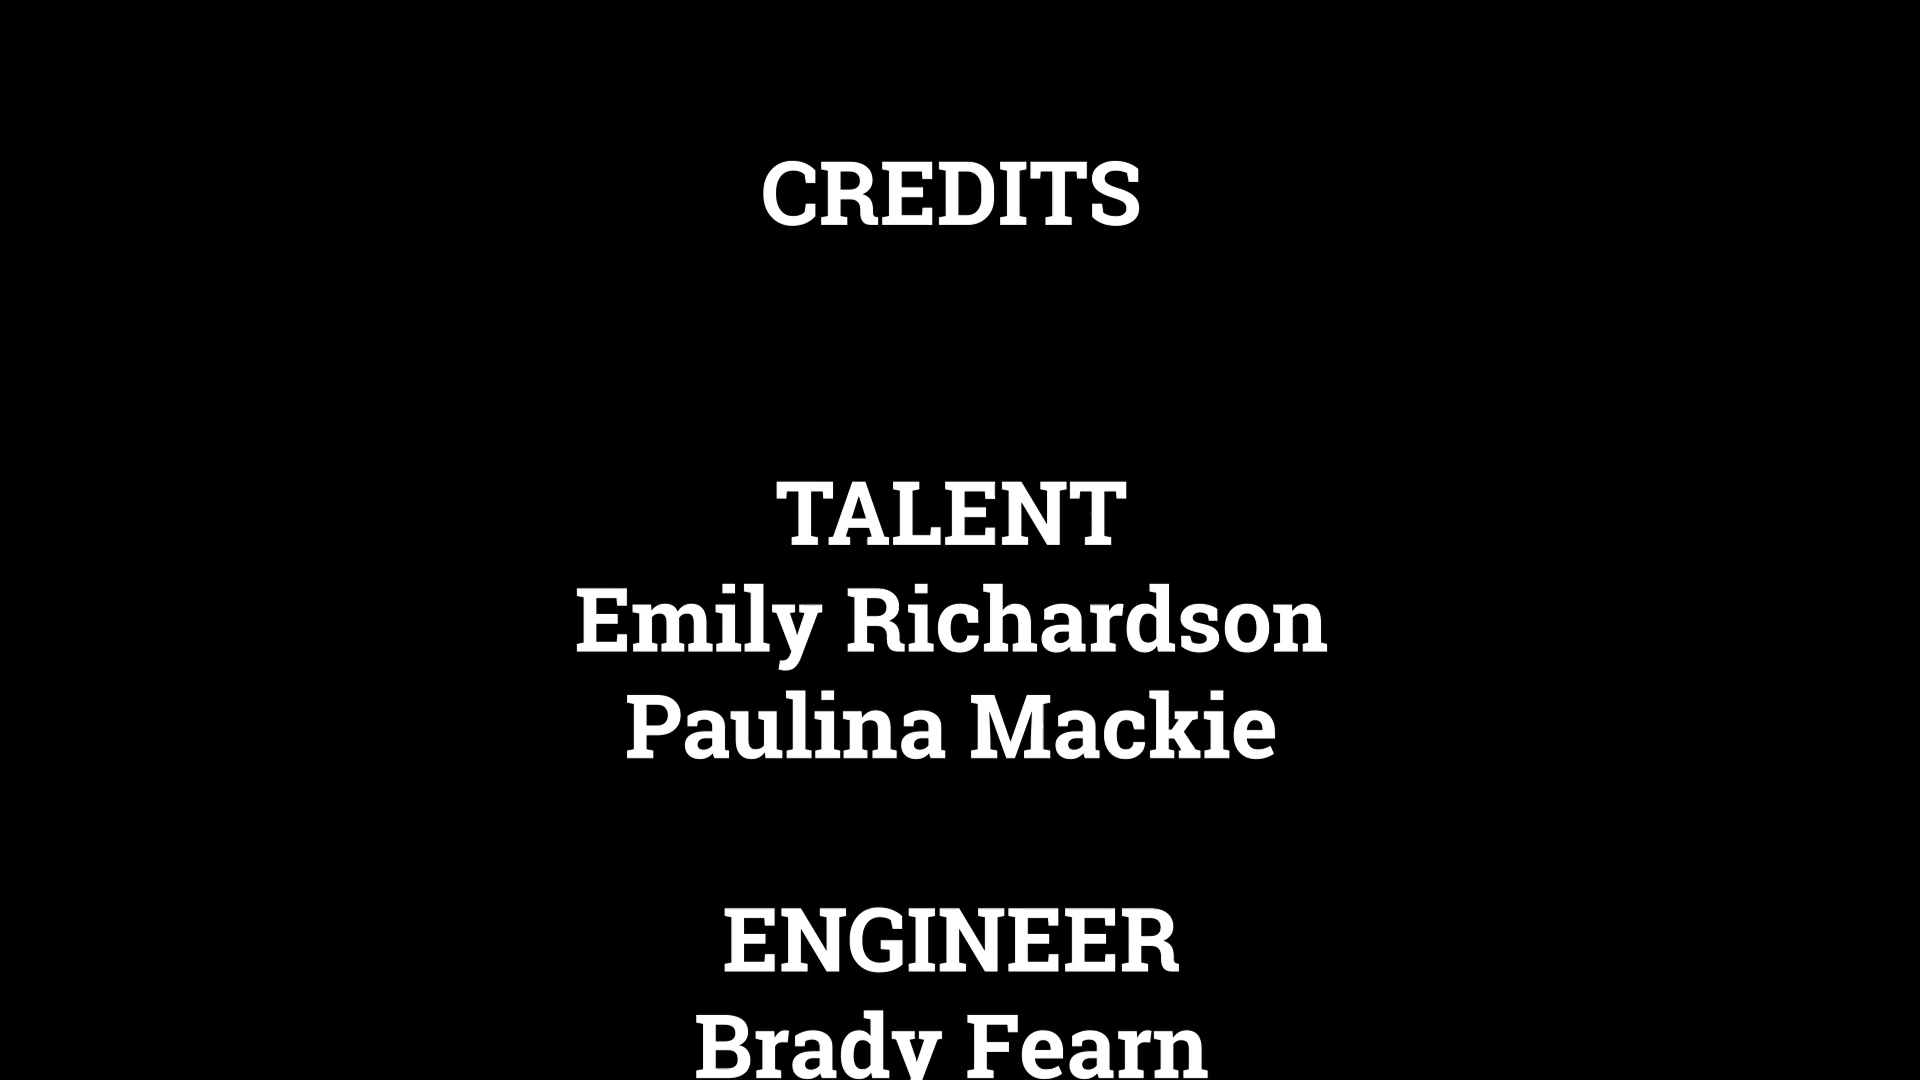 CREDITS
TALENT
Emily Richardson
Paulina Mackie
ENGINEER
Brady Fearn